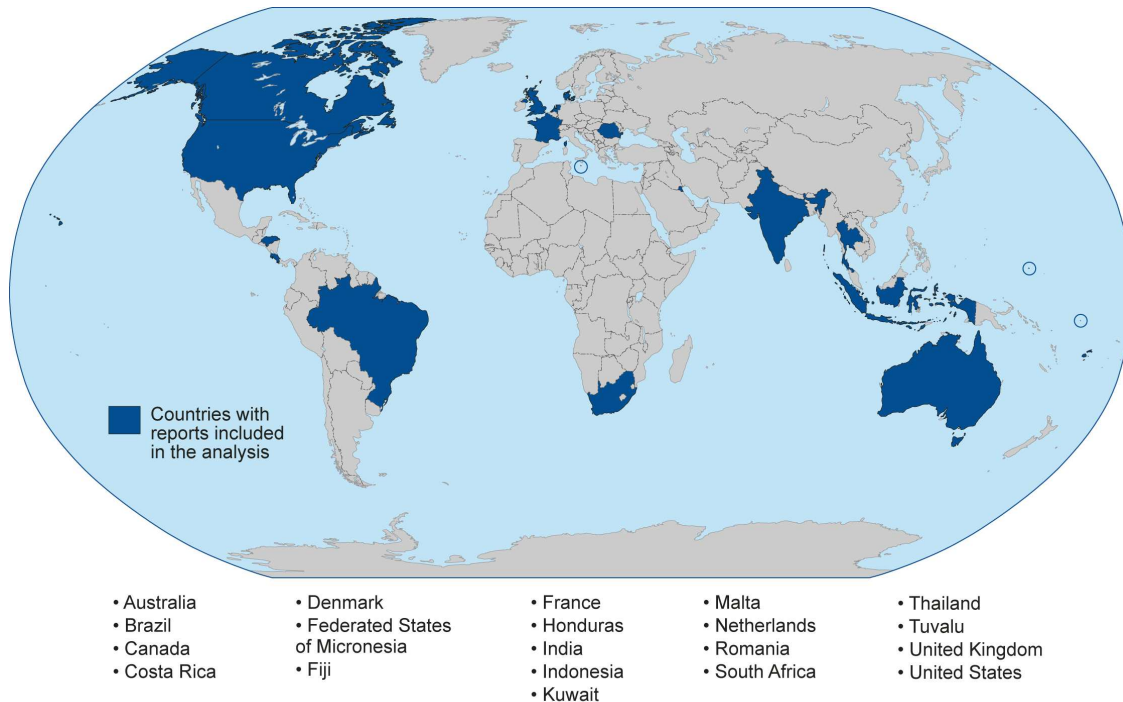 Countries with
reports included
in the analysis
• Australia
• Brazil
• Canada
• Costa Rica
• Denmark
• Federated States
of Micronesia
• Fiji
• France
• Honduras
• India
• Indonesia
• Kuwait
• Malta
• Netherlands
• Romania
• South Africa
• Thailand
• Tuvalu
• United Kingdom
• United States